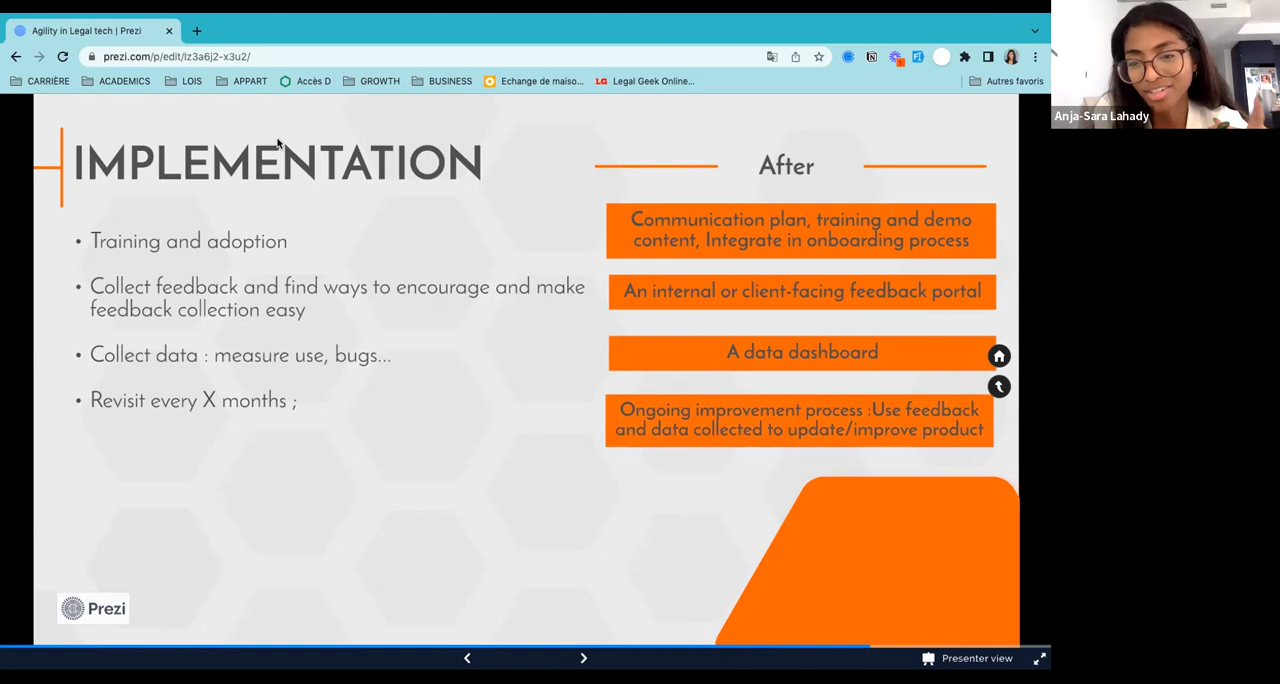 Agility in Legal tech | Prezi
prezi.com/p/edit/lz3a6j2-x3u2/
CARRIÈRE
ACADEMICS
LOIS
APPART
Accès D
GROWTH
BUSINESS
Echange de maiso...
LG Legal Geek Online...
Autres favoris
Anja-Sara Lahady
IMPLEMENTATION
• Training and adoption
• Collect feedback and find ways to encourage and make
feedback collection easy
• Collect data : measure use, bugs...
• Revisit every X months ;
After
Communication plan, training and demo
content, Integrate in onboarding process
An internal or client-facing feedback portal
A data dashboard
Ongoing improvement process :Use feedback
and data collected to update/improve product
Prezi
Presenter view